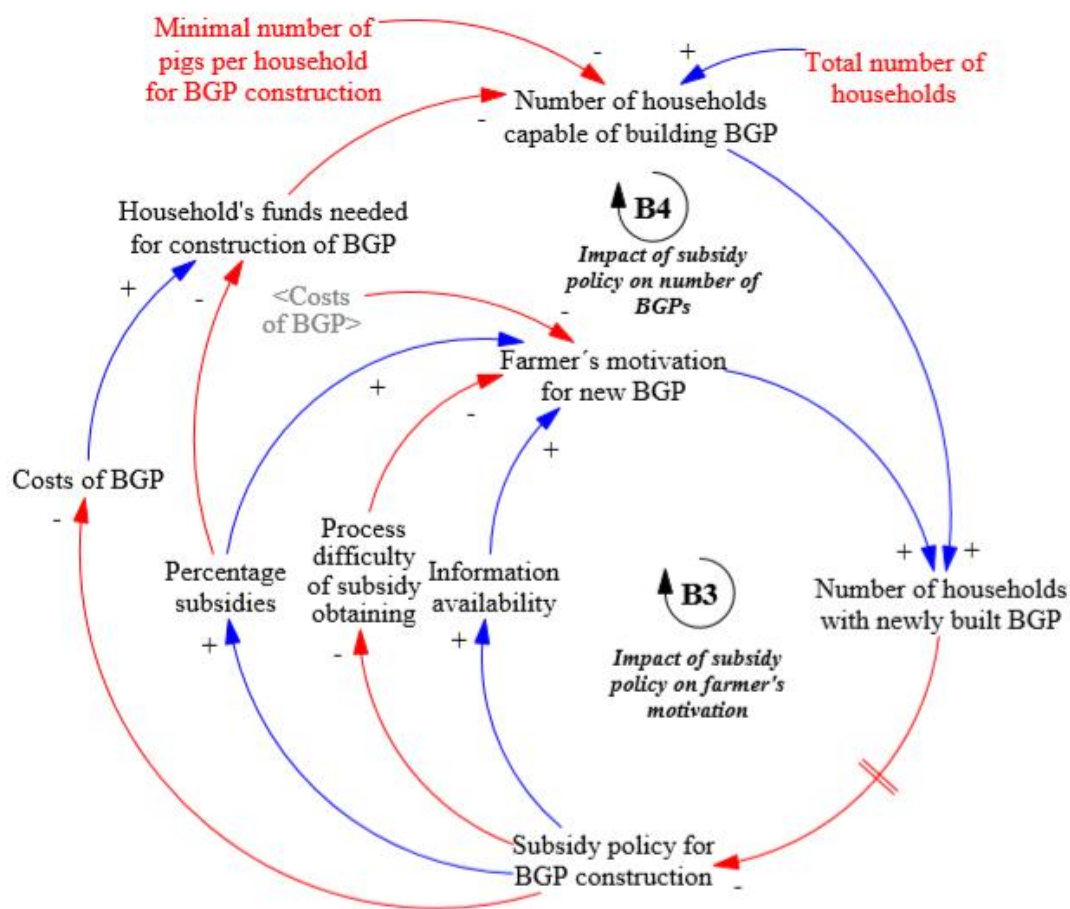 Minimal number of
pigs per household
for BGP construction
-
+
Total number of
households
Number of households
capable of building BGP
-
Household's funds needed
for construction of BGP
B4
Impact of subsidy
policy on number of
BGPs
+
-
<Costs
of BGP>
-
Farmer´s motivation
for new BGP
+
-
+
Costs of BGP
-
Percentage
subsidies
+
Process
difficulty
of subsidy
obtaining
-
Information
availability
+
B3
Impact of subsidy
policy on farmer's
motivation
+
+
Number of households
with newly built BGP
Subsidy policy for
BGP construction
-